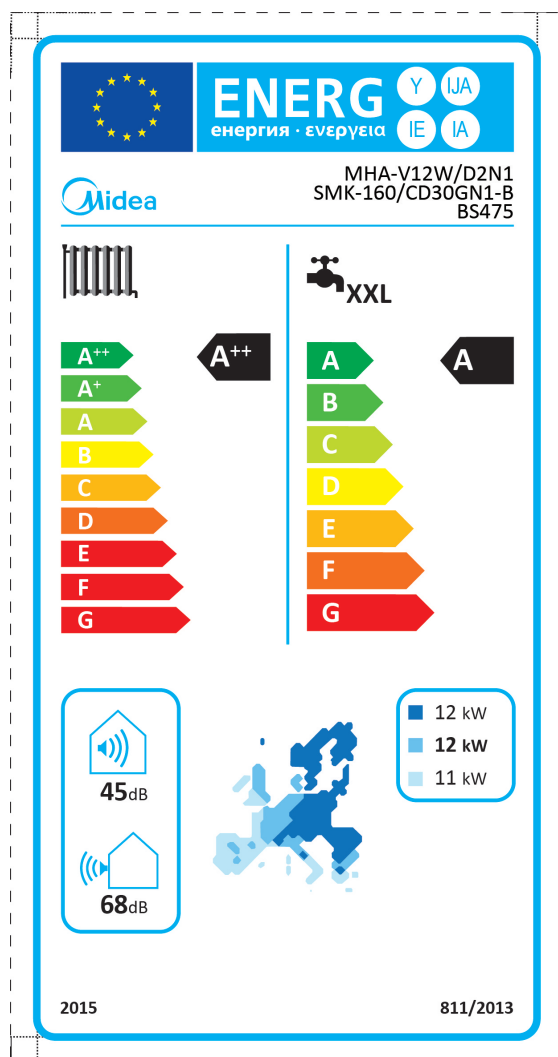 ENERG
енергия · ενεργεια
Y IJA
IE IA
Midea
MHA-V12W/D2N1
SMK-160/CD30GN1-B
BS475
XXL
A++
A+
A
B
C
D
E
F
G
A++
A
B
C
D
E
F
G
A
45dB
68dB
12 kW
12 kW
11 kW
2015
811/2013